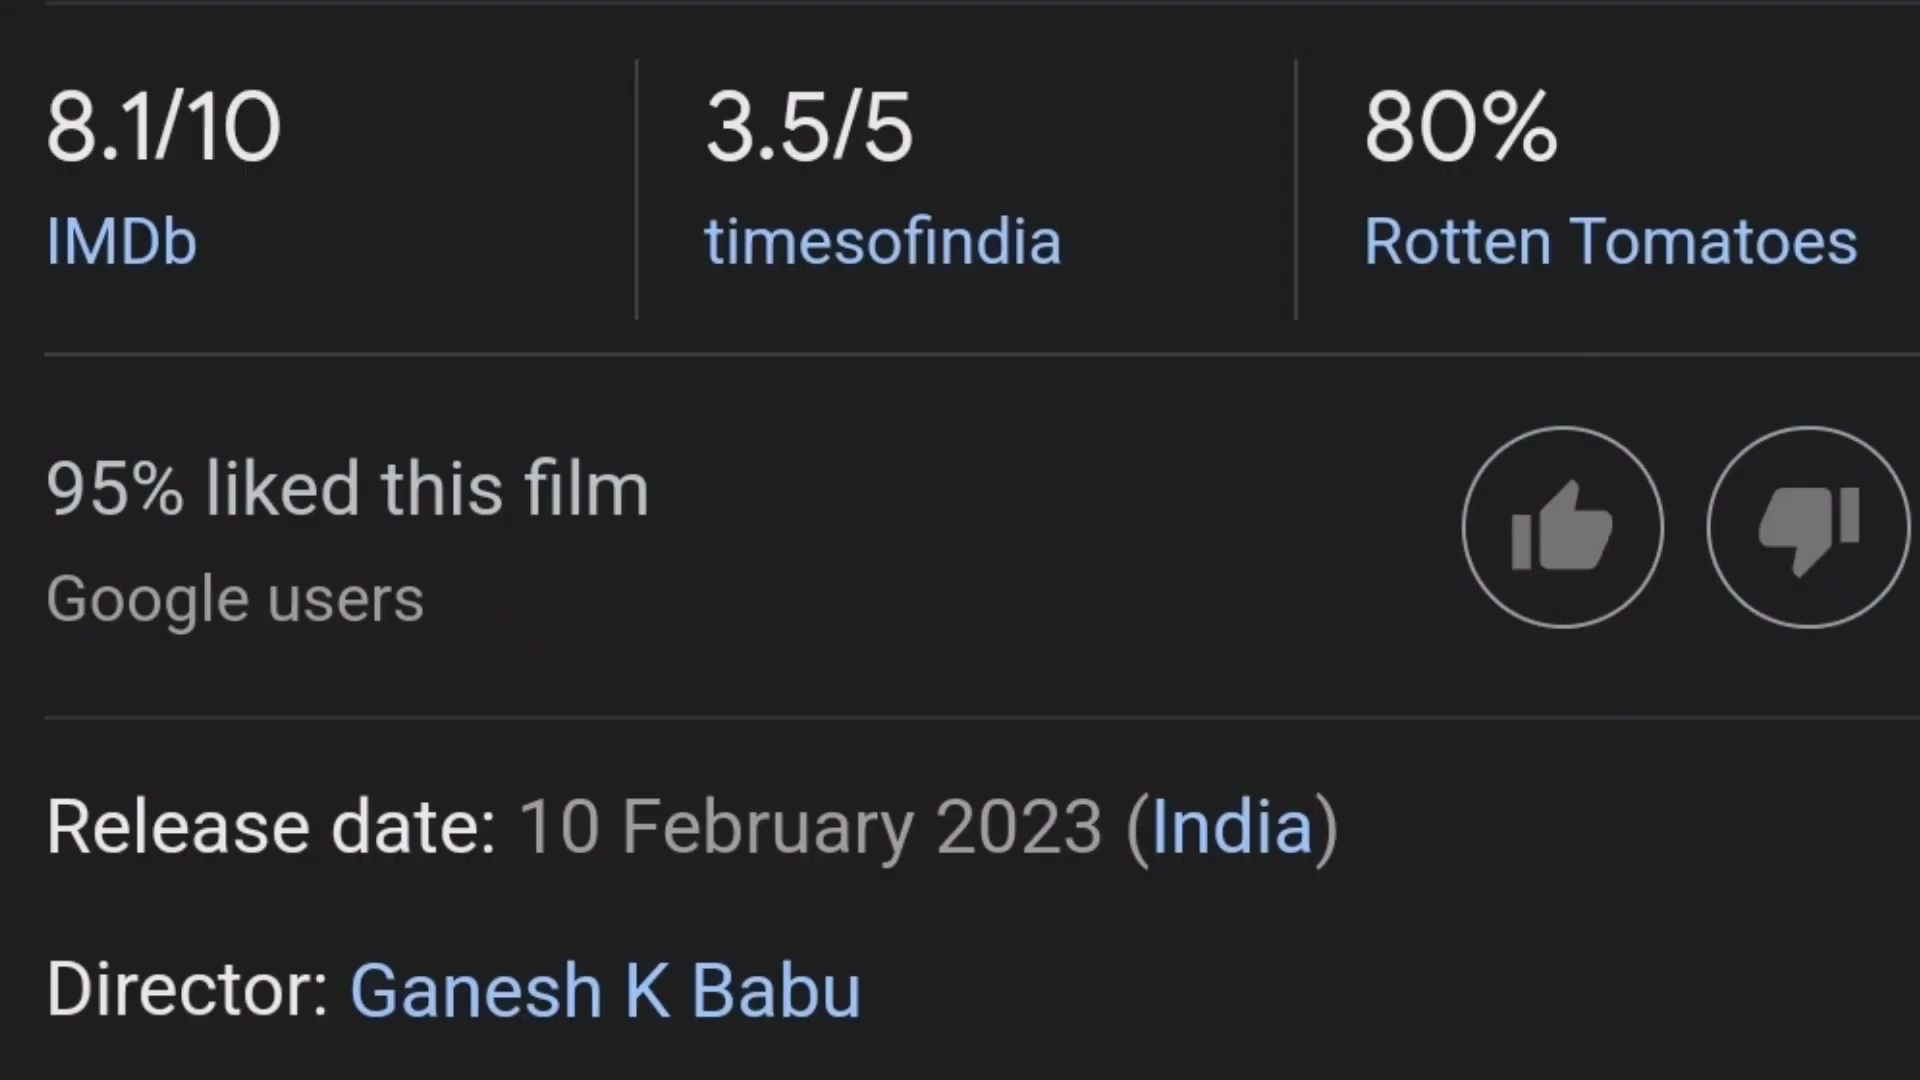 8.1/10
IMDb
3.5/5
timesofindia
80%
Rotten Tomatoes
95% liked this film
Google users
Release date: 10 February 2023 (India)
Director: Ganesh K Babu